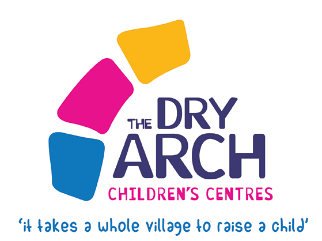 THE DRY
ARCH
CHILDREN'S CENTRES
'it takes a whole village to raise a child'